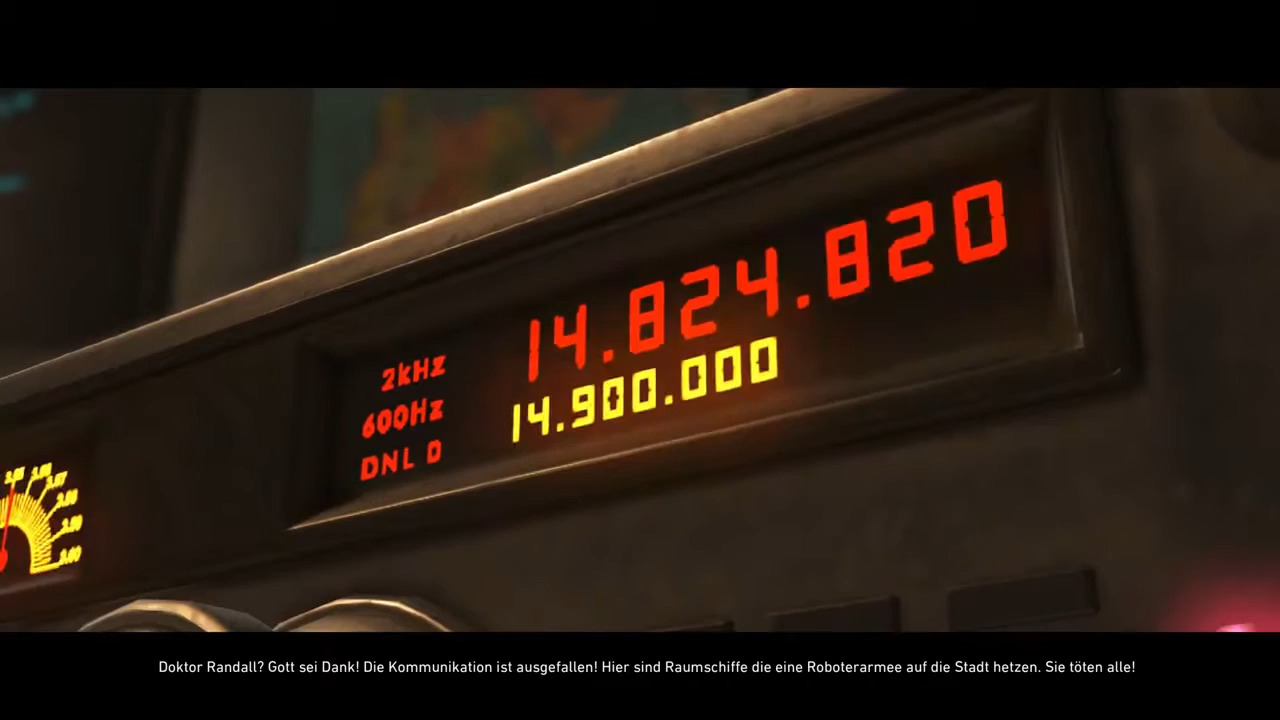 14.824.820
2kHz
14.900.000
600Hz
DNL 0
Doktor Randall? Gott sei Dank! Die Kommunikation ist ausgefallen! Hier sind Raumschiffe die eine Roboterarmee auf die Stadt hetzen. Sie töten alle!